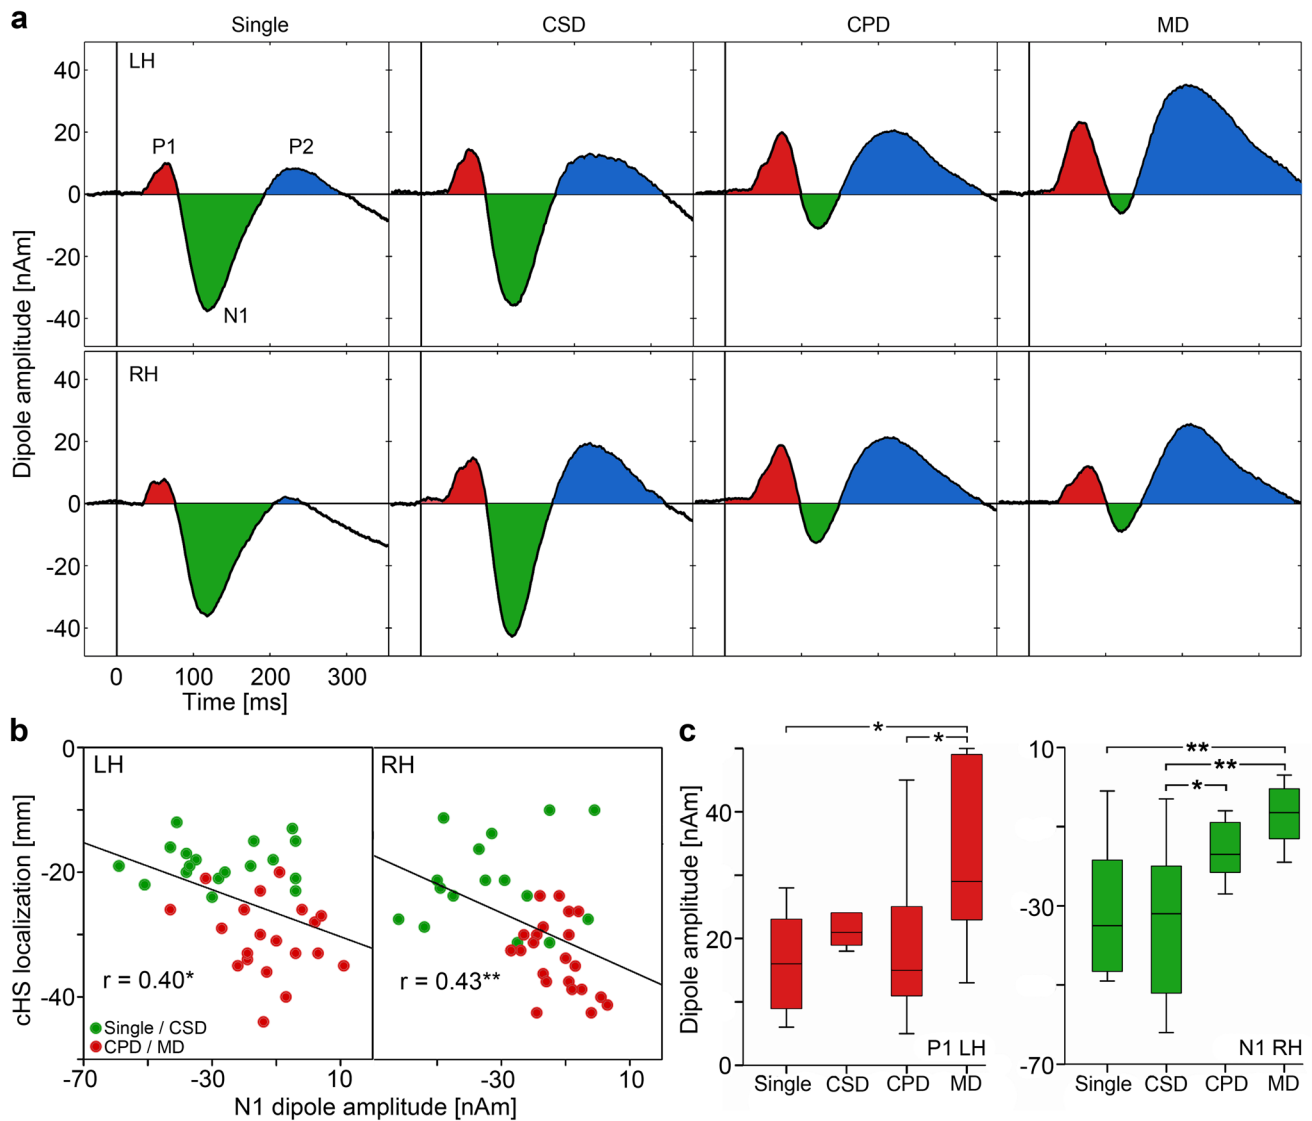 a
Single CSD CPD MD
LH
P1 P2 N1
40
20
0
-20
-40
Dipole amplitude [nAm]
RH
40
20
0
-20
-40
0 100 200 300
Time [ms]
b
LH RH
0
-20
-40
cHS localization [mm]
r = 0.40* r = 0.43**
Single / CSD
CPD / MD
-70 -30 10 -30 10
N1 dipole amplitude [nAm]
c
* *
40
20
0
Dipole amplitude [nAm]
P1 LH
Single CSD CPD MD
** ** *
10
-30
-70
N1 RH
Single CSD CPD MD